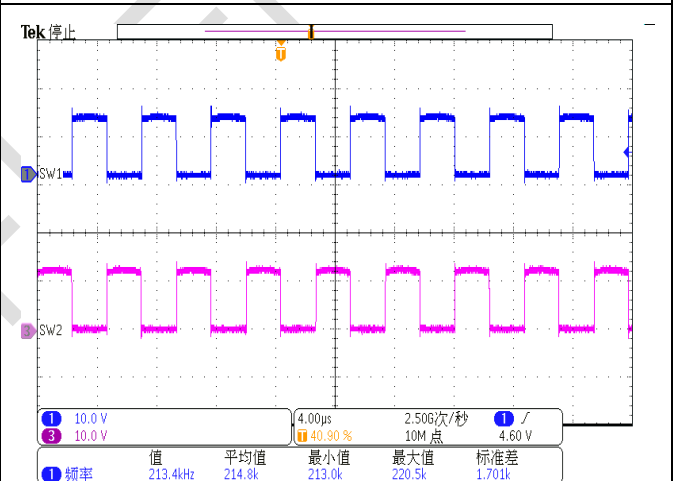 Tek 停止
T
1 SW1
3 SW2
1 10.0 V
3 10.0 V
4.00μs
T 40.90 %
2.50G次/秒
10M 点
1 /
4.60 V
值 平均值 最小值 最大值 标准差
1 频率 213.4kHz 214.8k 213.0k 220.5k 1.701k